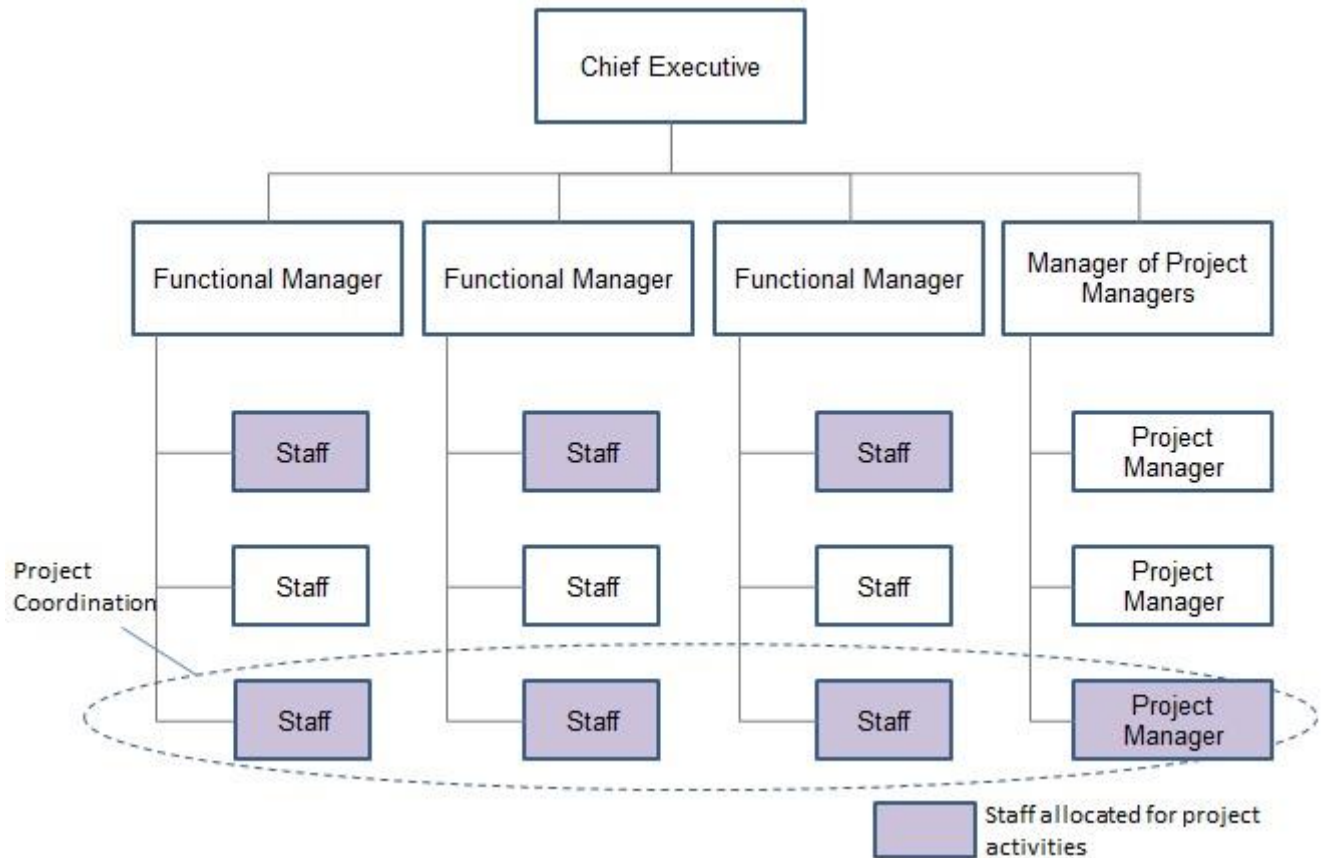 Chief Executive
Functional Manager
Functional Manager
Functional Manager
Manager of Project
Managers
Staff
Staff
Staff
Project
Manager
Project
Coordination
Staff
Staff
Staff
Project
Manager
Staff
Staff
Staff
Project
Manager
Staff allocated for project
activities